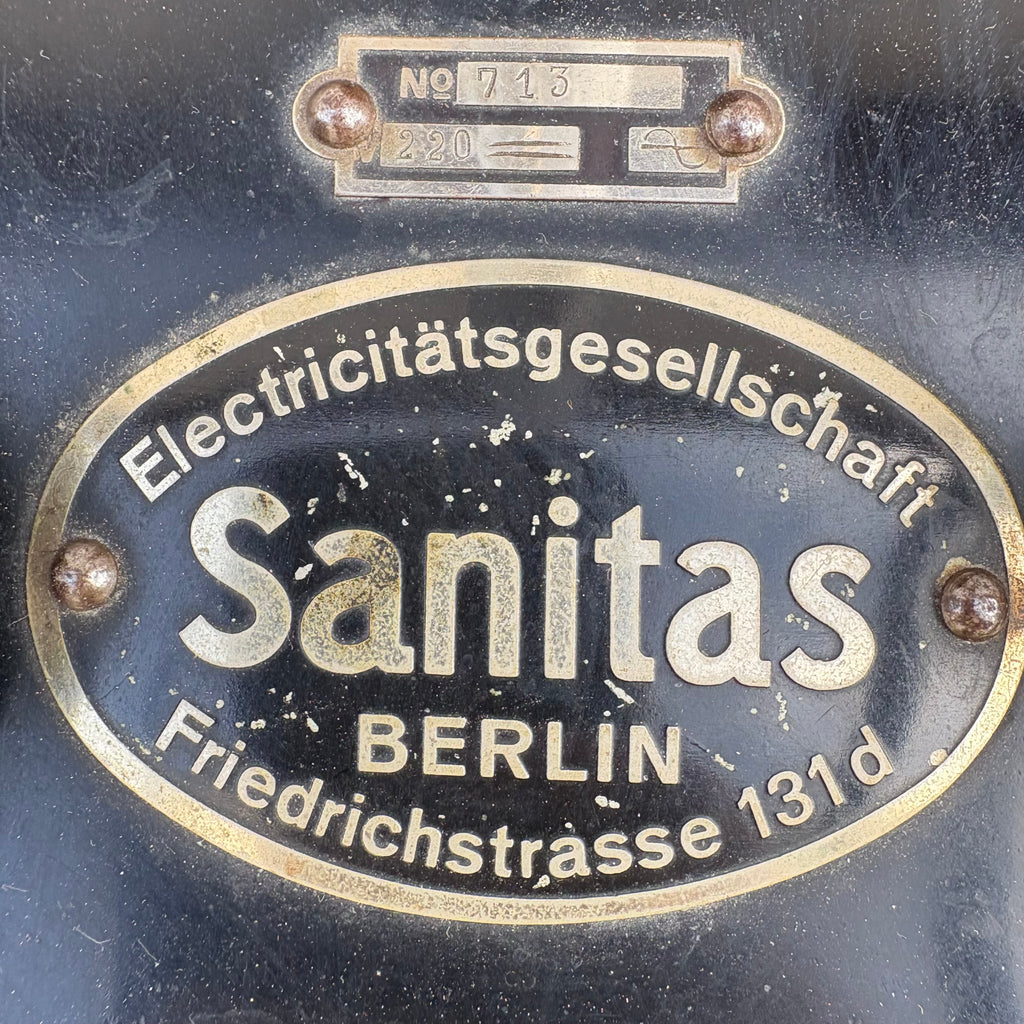 Nº 713
220
Electricitätsgesellschaft
Sanitas
BERLIN
Friedrichstrasse 131d